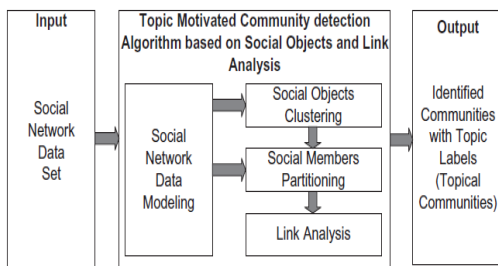 Input
Social
Network
Data
Set
Topic Motivated Community detection
Algorithm based on Social Objects and Link
Analysis
Social
Network
Data
Modeling
Social Objects
Clustering
Social Members
Partitioning
Link Analysis
Output
Identified
Communities
with Topic
Labels
(Topical
Communities)